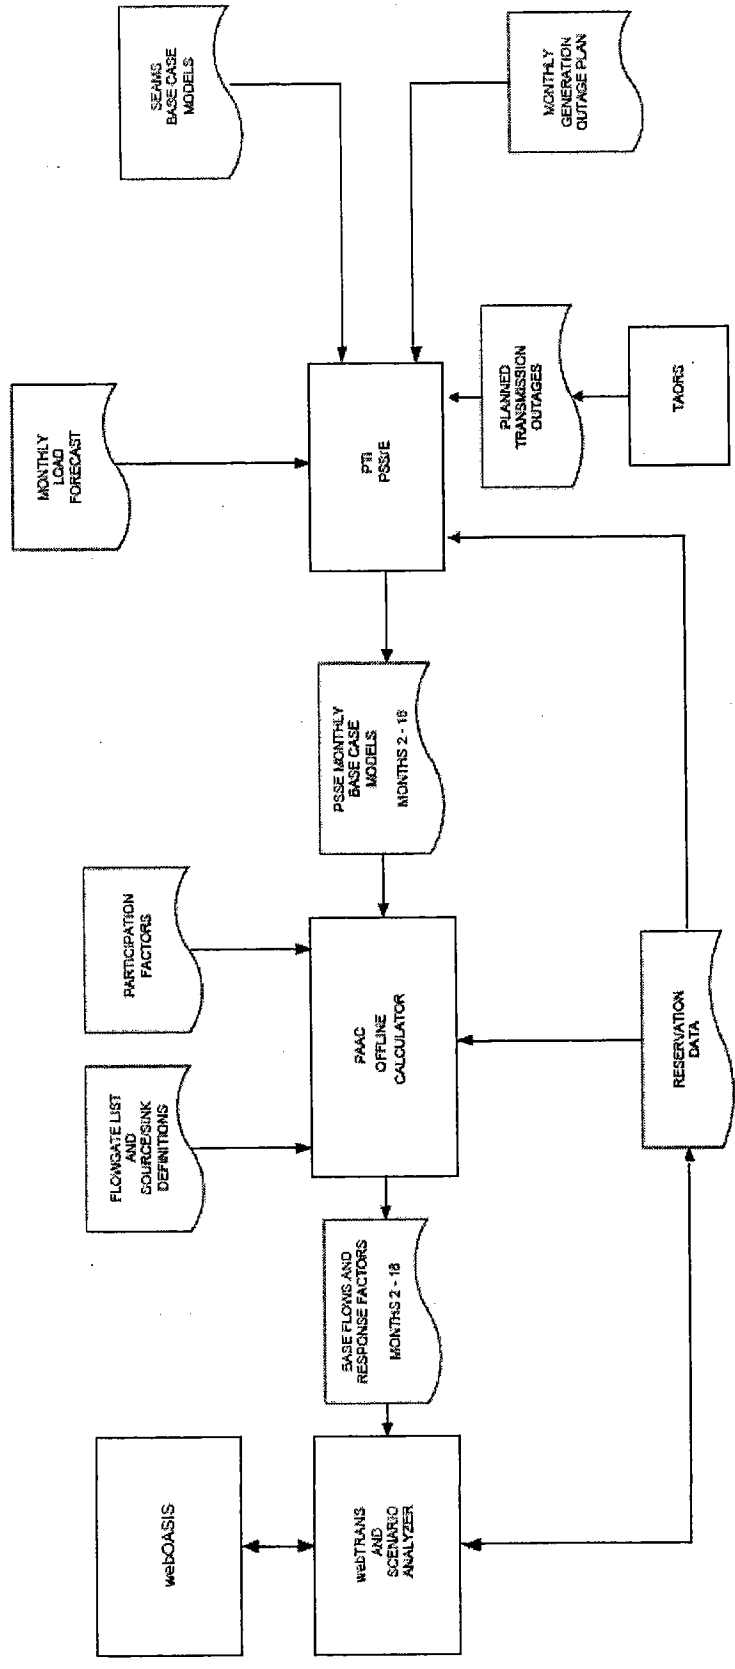 SEAMS
BASE CASE
MODELS
MONTHLY
GENERATION
OUTAGE PLAN
MONTHLY
LOAD
FORECAST
PTI
PSS/E
PLANNED
TRANSMISSION
OUTAGES
TAORS
PSSE MONTHLY
BASE CASE
MODELS
MONTHS 2 - 18
PARTICIPATION
FACTORS
FLOWGATE LIST
AND
SOURCE/SINK
DEFINITIONS
PAAC
OFFLINE
CALCULATOR
RESERVATION
DATA
BASE FLOWS AND
RESPONSE FACTORS
MONTHS 2 - 18
webOASIS
webTRANS
AND
SCENARIO
ANALYZER